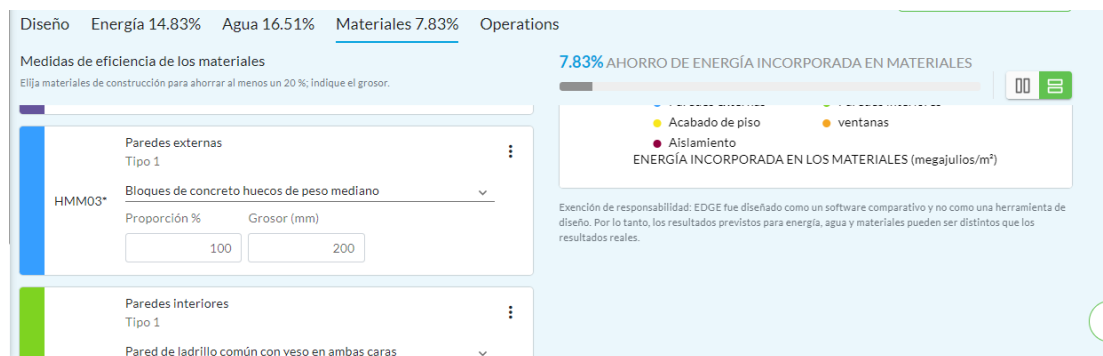 Diseño Energía 14.83% Agua 16.51% Materiales 7.83% Operations
Medidas de eficiencia de los materiales
Elija materiales de construcción para ahorrar al menos un 20 %; indique el grosor.
Paredes externas
Tipo 1
HMM03*
Bloques de concreto huecos de peso mediano
Proporción % Grosor (mm)
100 200
Paredes interiores
Tipo 1
Pared de ladrillo común con yeso en ambas caras
7.83% AHORRO DE ENERGÍA INCORPORADA EN MATERIALES
Acabado de piso ventanas
Aislamiento
ENERGÍA INCORPORADA EN LOS MATERIALES (megajulios/m²)
Exención de responsabilidad: EDGE fue diseñado como un software comparativo y no como una herramienta de
diseño. Por lo tanto, los resultados previstos para energía, agua y materiales pueden ser distintos que los
resultados reales.